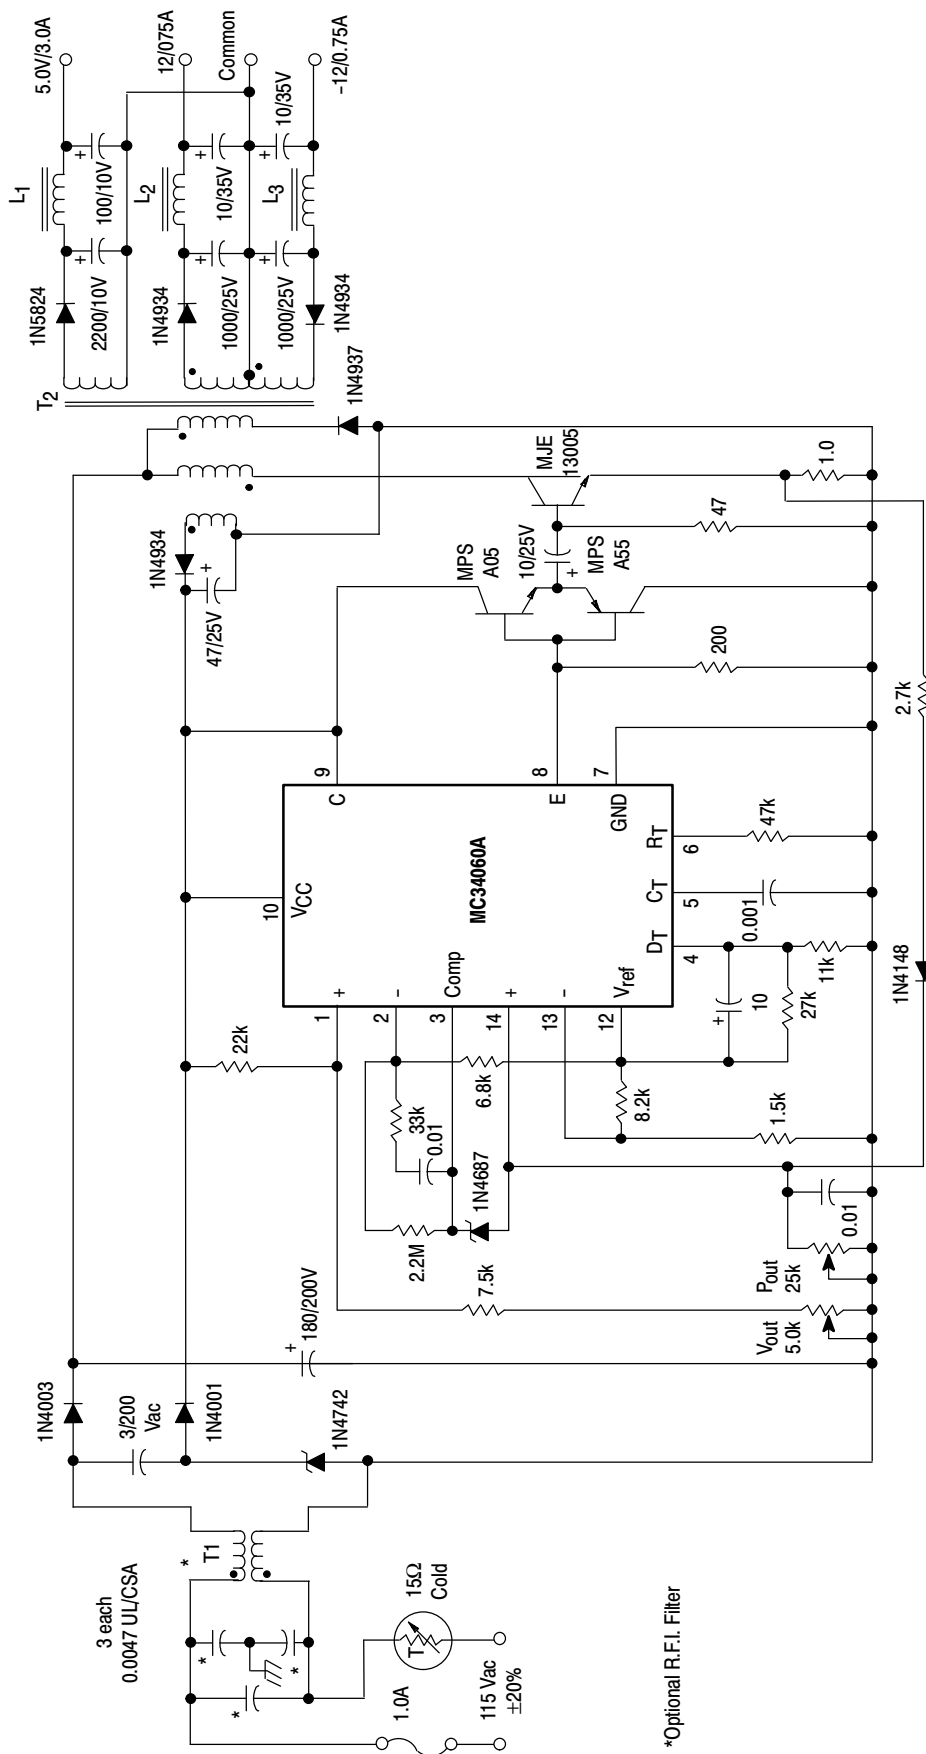 3 each
0.0047 UL/CSA
*
*
*
*
T1
1.0A
115 Vac
±20%
T
15Ω
Cold
*Optional R.F.I. Filter
1N4003
3/200
Vac
1N4001
1N4742
+
180/200V
7.5k
Vout
5.0k
Pout
25k
0.01
2.2M
1N4687
33k
0.01
6.8k
8.2k
1.5k
22k
27k
+
10
11k
1N4148
2.7k
1
+
2
-
3
Comp
14
+
13
-
12
Vref
10
VCC
MC34060A
DT
4
CT
5
RT
6
0.001
47k
9
C
8
E
7
GND
200
47
1.0
MPS
A05
10/25V
+
MPS
A55
MJE
13005
47/25V
+
1N4934
1N4937
T2
1N5824
2200/10V
+
L1
100/10V
+
5.0V/3.0A
1N4934
1000/25V
+
L2
10/35V
+
12/075A
Common
1000/25V
+
1N4934
L3
10/35V
+
-12/0.75A